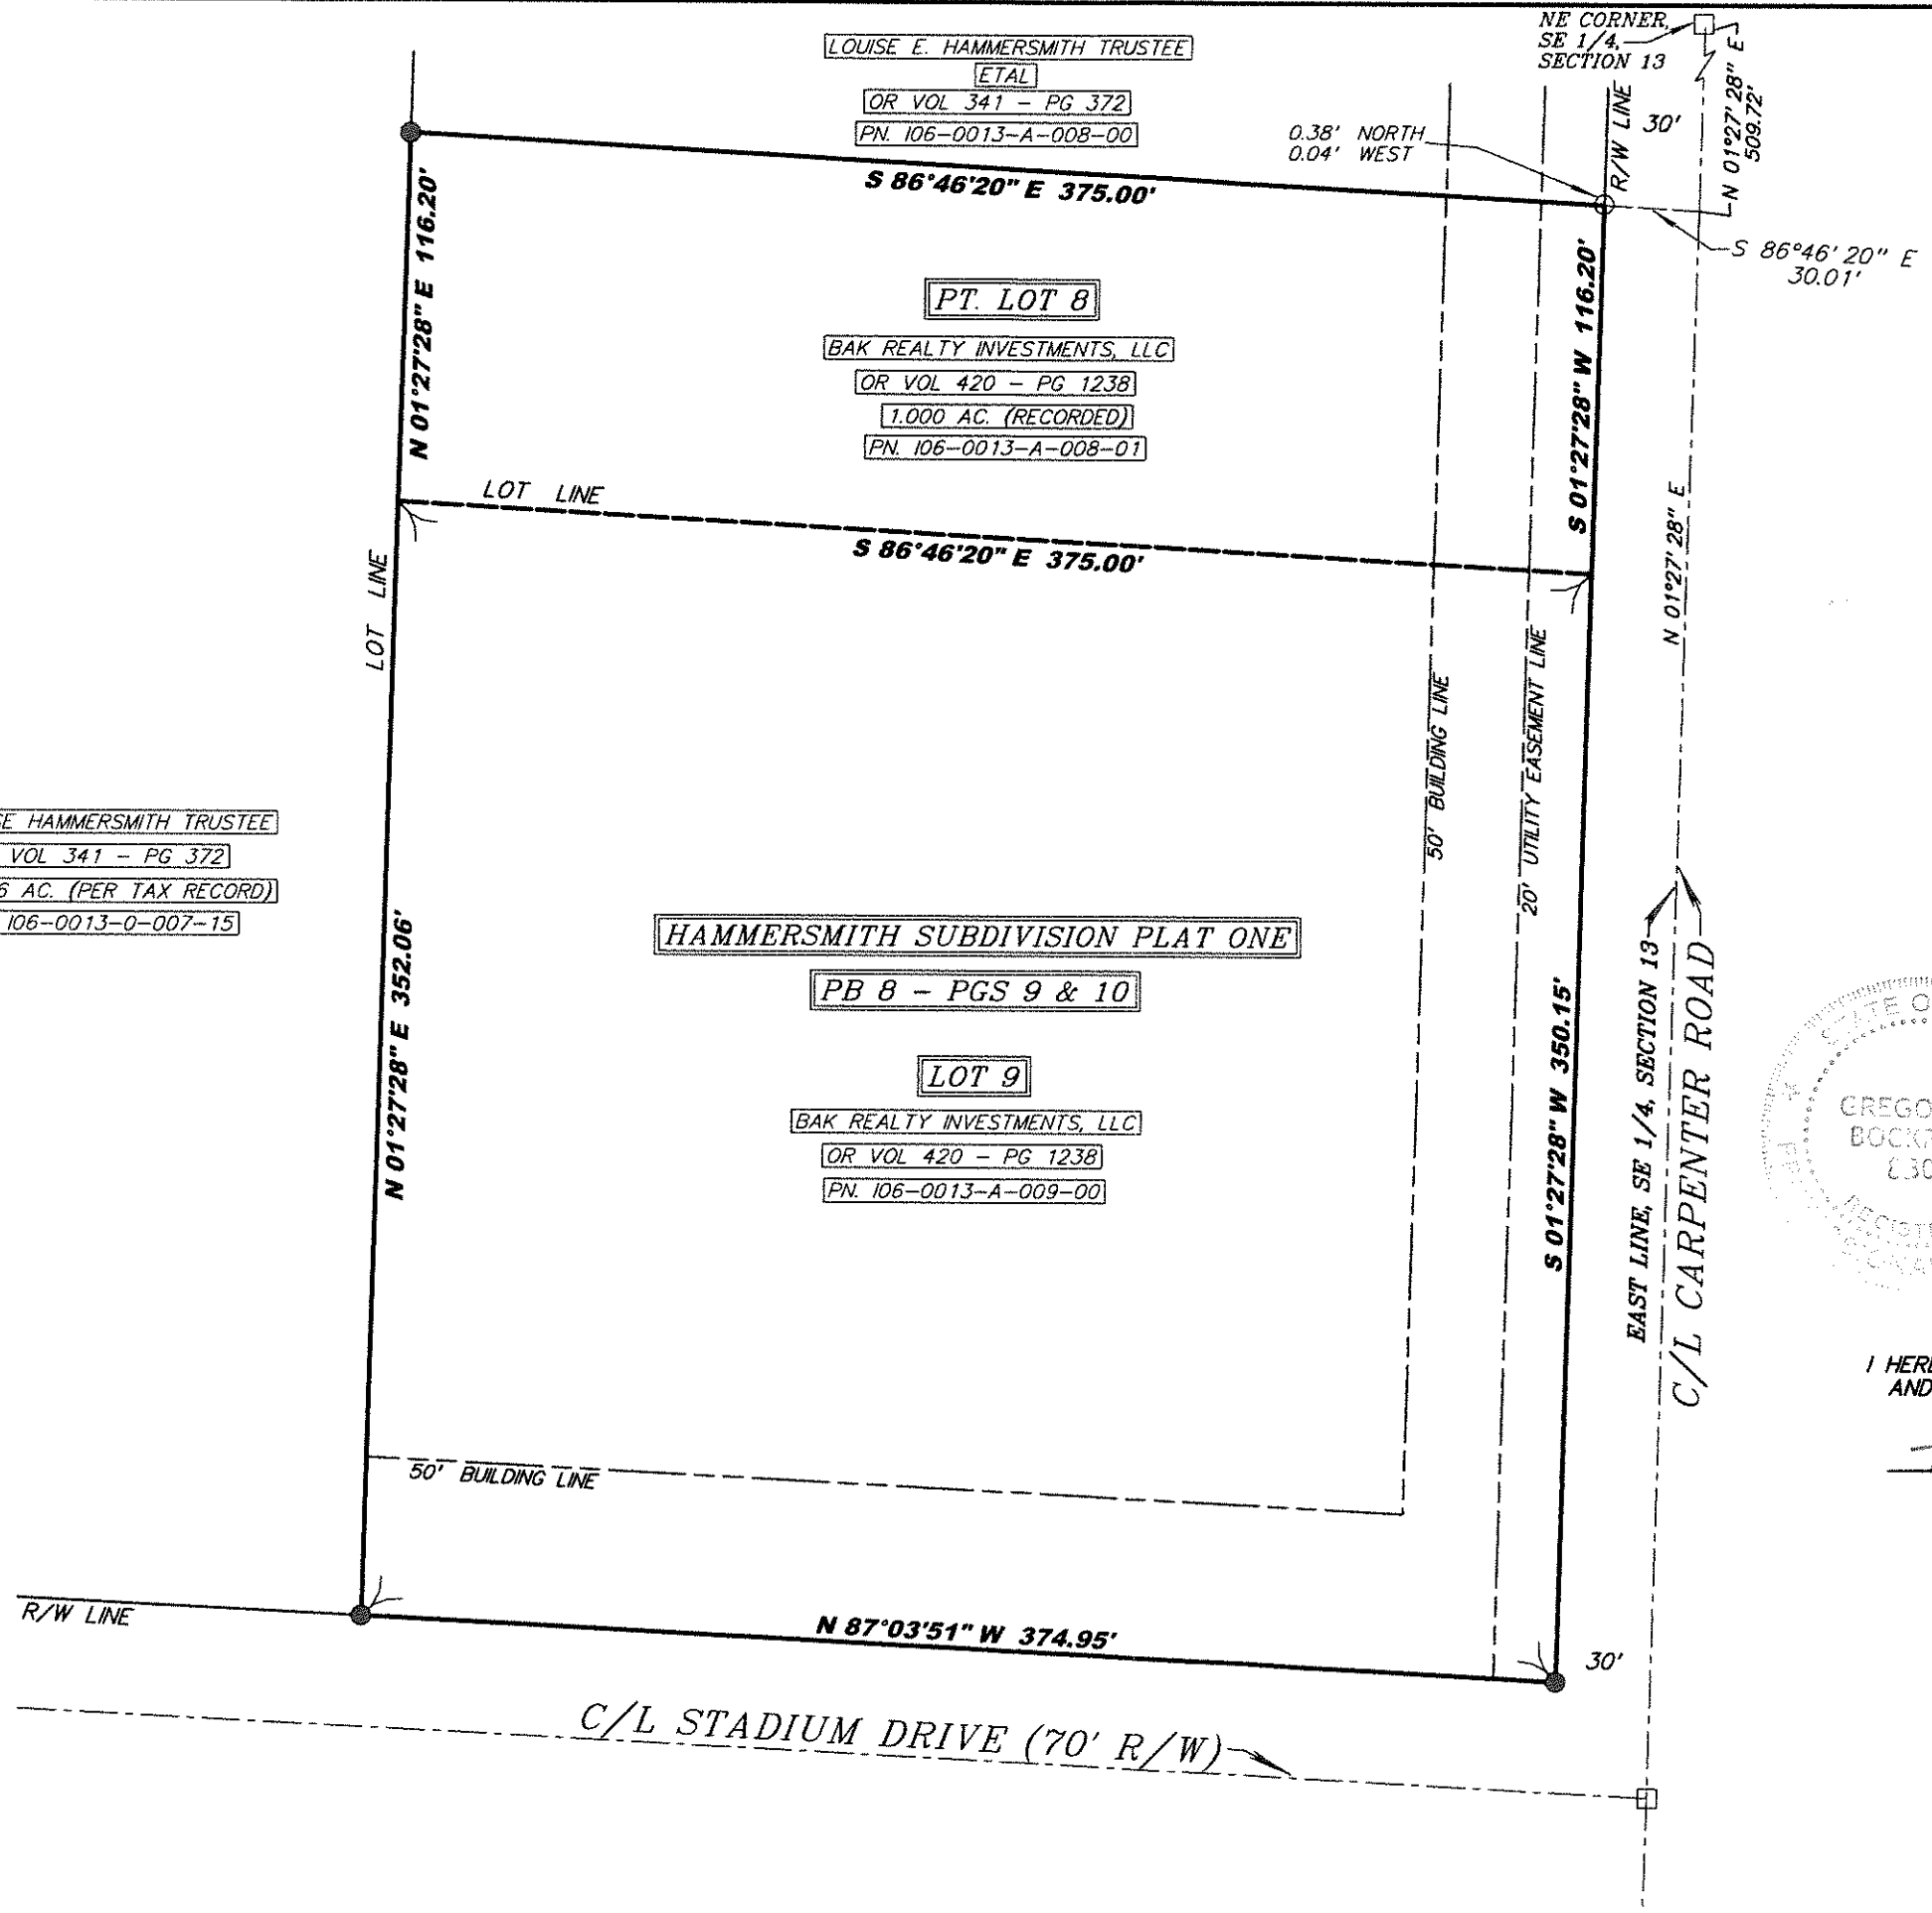 NE CORNER,
SE 1/4,
SECTION 13
LOUISE E. HAMMERSMITH TRUSTEE
ETAL
OR VOL 341 - PG 372
PN. I06-0013-A-008-00
0.38' NORTH
0.04' WEST
R/W LINE
30'
N 01°27'28" E
509.72'
S 86°46'20" E 375.00'
S 86°46'20" E
30.01'
N 01°27'28" E 116.20'
S 01°27'28" W 116.20'
PT. LOT 8
BAK REALTY INVESTMENTS, LLC
OR VOL 420 - PG 1238
1.000 AC. (RECORDED)
PN. I06-0013-A-008-01
LOT LINE
S 86°46'20" E 375.00'
LOT LINE
N 01°27'28" E
50' BUILDING LINE
20' UTILITY EASEMENT LINE
HAMMERSMITH TRUSTEE
VOL 341 - PG 372
6 AC. (PER TAX RECORD)
I06-0013-0-007-15
N 01°27'28" E 352.06'
HAMMERSMITH SUBDIVISION PLAT ONE
PB 8 - PGS 9 & 10
LOT 9
BAK REALTY INVESTMENTS, LLC
OR VOL 420 - PG 1238
PN. I06-0013-A-009-00
S 01°27'28" W 350.15'
EAST LINE, SE 1/4, SECTION 13
C/L CARPENTER ROAD
STATE O
GREGO
I HERE
AND
50' BUILDING LINE
R/W LINE
N 87°03'51" W 374.95'
30'
C/L STADIUM DRIVE (70' R/W)